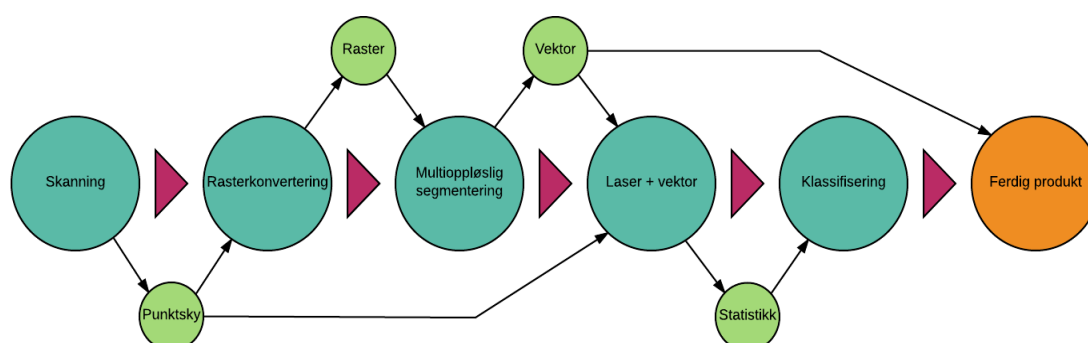 Raster
Vektor
Skanning
Rasterkonvertering
Multioppløslig
segmentering
Laser + vektor
Klassifisering
Ferdig produkt
Punktsky
Statistikk